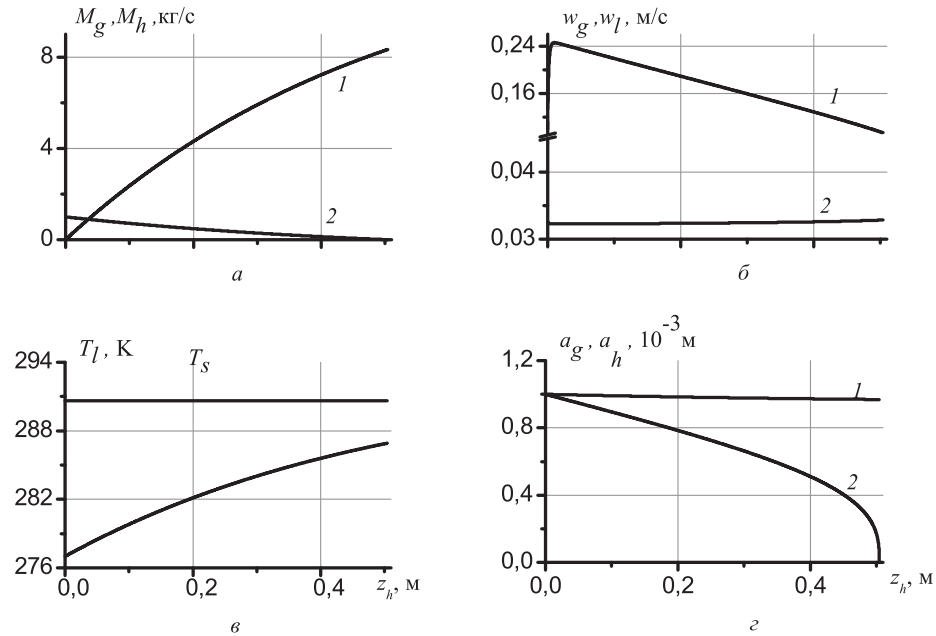 M_g, M_h, кг/с
8
4
0
1
2
а
w_g, w_l, м/с
0,24
0,16
0,04
0,03
1
2
б
T_l, К
T_s
294
288
282
276
0,0 0,2 0,4 z_h, м
в
a_g, a_h, 10^-3 м
1,2
0,8
0,4
0,0
1
2
0,0 0,2 0,4 z_h, м
г